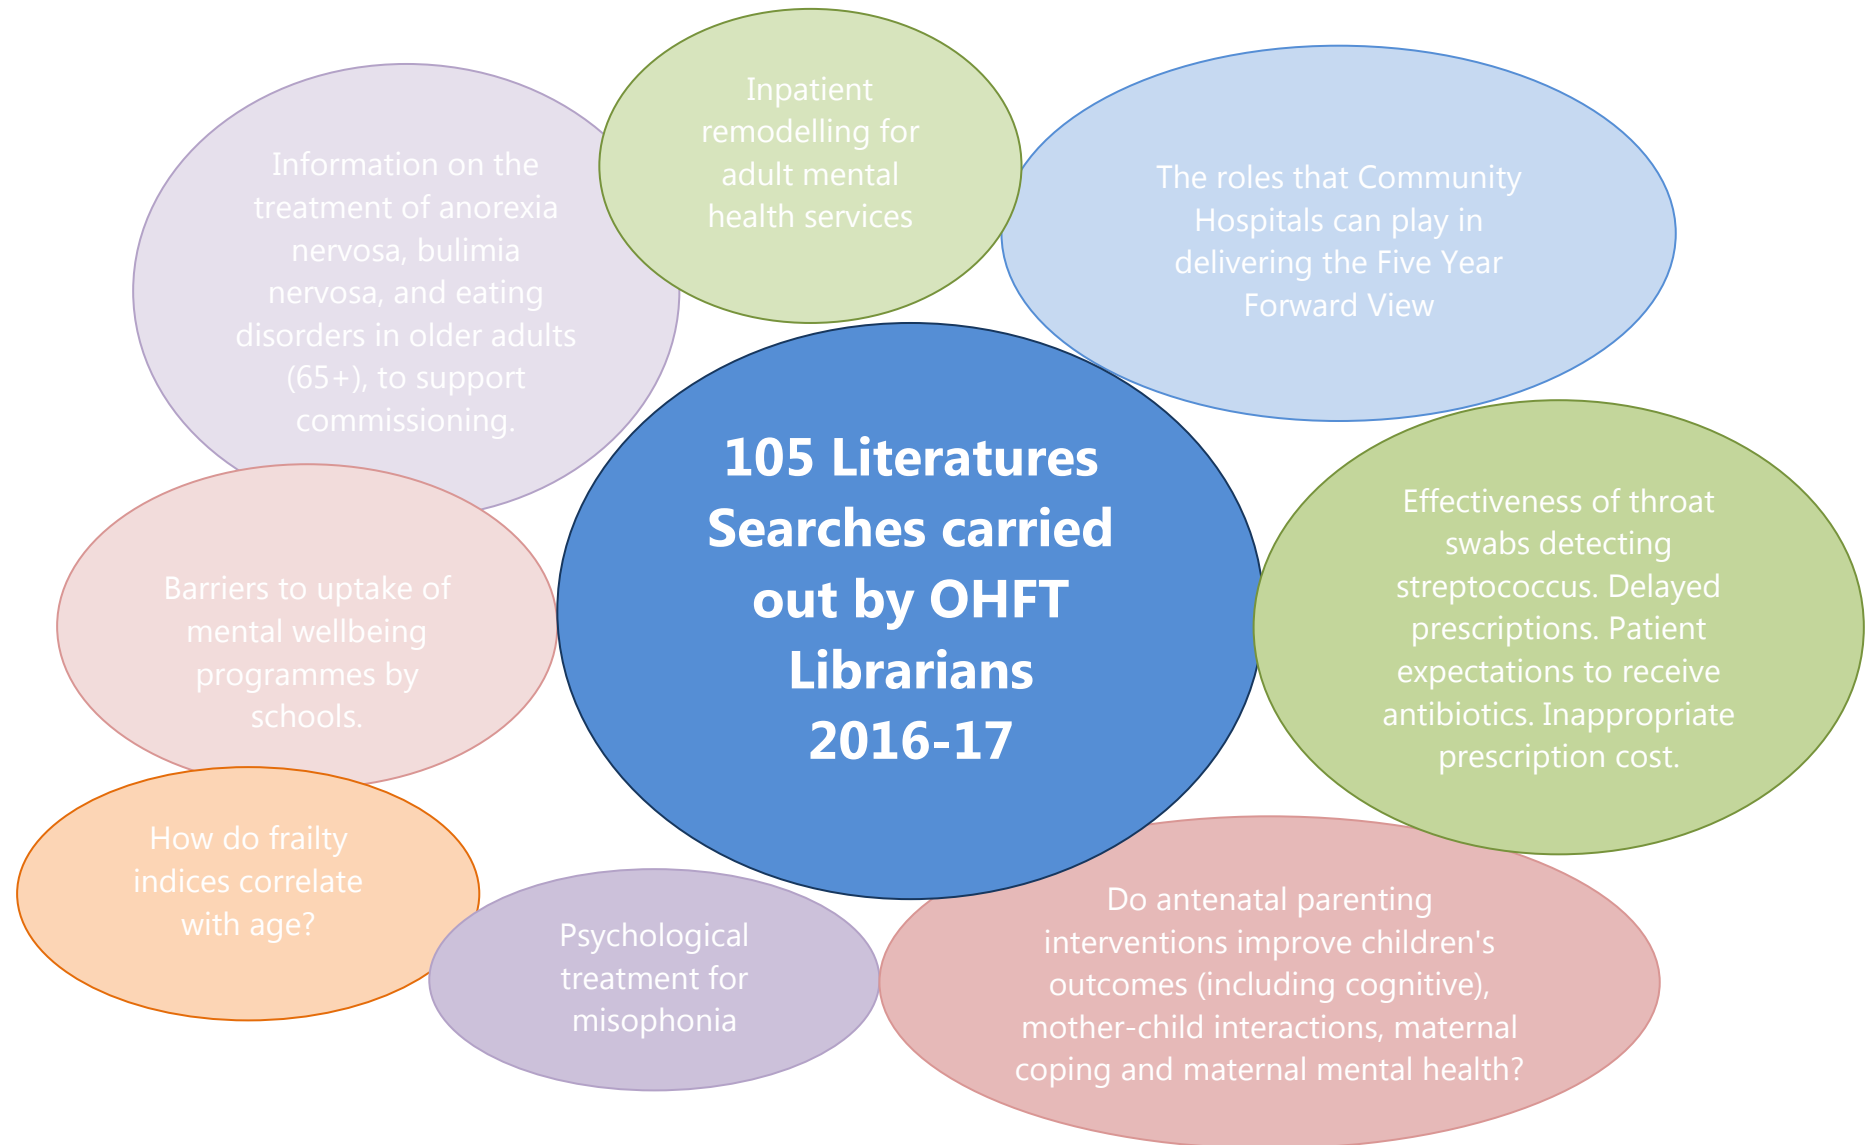 Inpatient
remodelling for
adult mental
health services
Information on the
treatment of anorexia
nervosa, bulimia
nervosa, and eating
disorders in older adults
(65+), to support
commissioning.
The roles that Community
Hospitals can play in
delivering the Five Year
Forward View
105 Literatures
Searches carried
out by OHFT
Librarians
2016-17
Effectiveness of throat
swabs detecting
streptococcus. Delayed
prescriptions. Patient
expectations to receive
antibiotics. Inappropriate
prescription cost.
Barriers to uptake of
mental wellbeing
programmes by
schools.
How do frailty
indices correlate
with age?
Psychological
treatment for
misophonia
Do antenatal parenting
interventions improve children's
outcomes (including cognitive),
mother-child interactions, maternal
coping and maternal mental health?